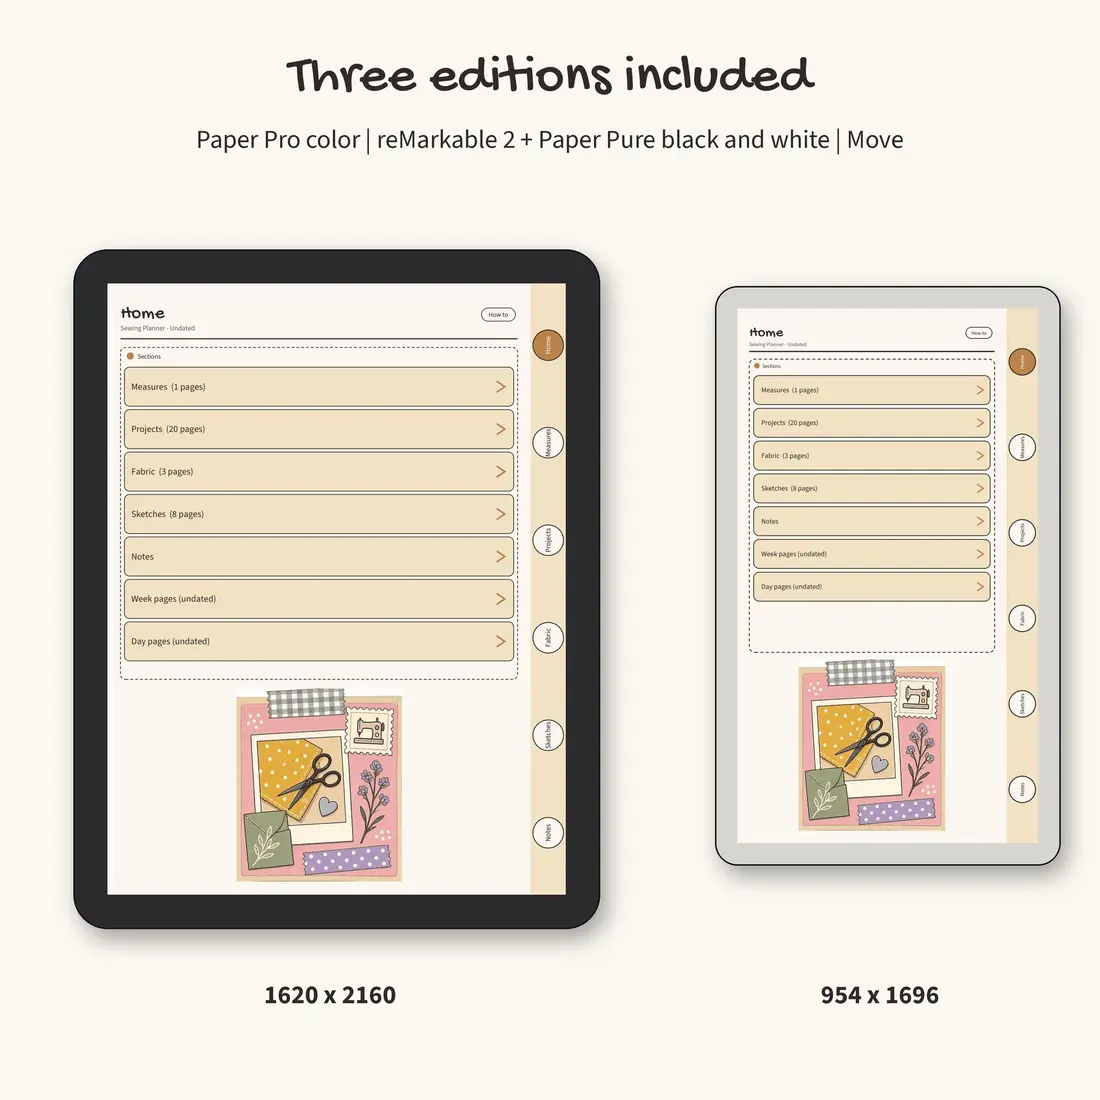 Three editions included
Paper Pro color | reMarkable 2 + Paper Pure black and white | Move
Home
Sewing Planner - Undated
How to
Sections
Measures (1 pages)
Projects (20 pages)
Fabric (3 pages)
Sketches (8 pages)
Notes
Week pages (undated)
Day pages (undated)
Home
Measures
Projects
Fabric
Sketches
Notes
Home
Sewing Planner - Undated
How to
Sections
Measures (1 pages)
Projects (20 pages)
Fabric (3 pages)
Sketches (8 pages)
Notes
Week pages (undated)
Day pages (undated)
Home
Measures
Projects
Fabric
Sketches
Notes
1620 x 2160
954 x 1696